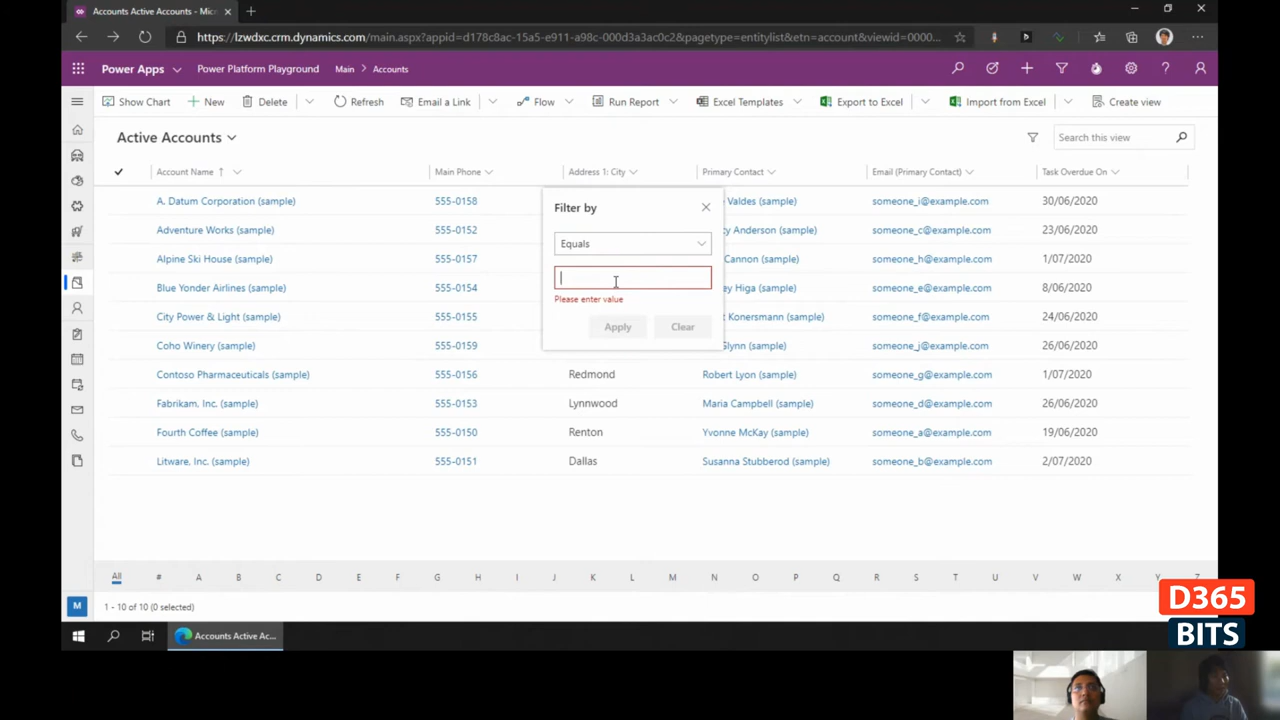 Accounts Active Accounts - Micr
https://lzwdxc.crm.dynamics.com/main.aspx?appid=d178c8ac-15a5-e911-a98c-000d3a3ac0c2&pagetype=entitylist&etn=account&viewid=0000...
Power Apps Power Platform Playground Main > Accounts
Show Chart New Delete Refresh Email a Link Flow Run Report Excel Templates Export to Excel Import from Excel Create view
Active Accounts Search this view
Account Name ↑ Main Phone Address 1: City Primary Contact Email (Primary Contact) Task Overdue On
A. Datum Corporation (sample) 555-0158 Valdes (sample) someone_i@example.com 30/06/2020
Adventure Works (sample) 555-0152 Anderson (sample) someone_c@example.com 23/06/2020
Alpine Ski House (sample) 555-0157 Cannon (sample) someone_h@example.com 1/07/2020
Blue Yonder Airlines (sample) 555-0154 ey Higa (sample) someone_e@example.com 8/06/2020
City Power & Light (sample) 555-0155 Konersmann (sample) someone_f@example.com 24/06/2020
Coho Winery (sample) 555-0159 Glynn (sample) someone_j@example.com 26/06/2020
Contoso Pharmaceuticals (sample) 555-0156 Redmond Robert Lyon (sample) someone_g@example.com 1/07/2020
Fabrikam, Inc. (sample) 555-0153 Lynnwood Maria Campbell (sample) someone_d@example.com 26/06/2020
Fourth Coffee (sample) 555-0150 Renton Yvonne McKay (sample) someone_a@example.com 19/06/2020
Litware, Inc. (sample) 555-0151 Dallas Susanna Stubberod (sample) someone_b@example.com 2/07/2020
Filter by
Equals
Please enter value
Apply Clear
All # A B C D E F G H I J K L M N O P Q R S T U V W X Y Z
M 1 - 10 of 10 (0 selected)
Accounts Active Ac...
D365
BITS